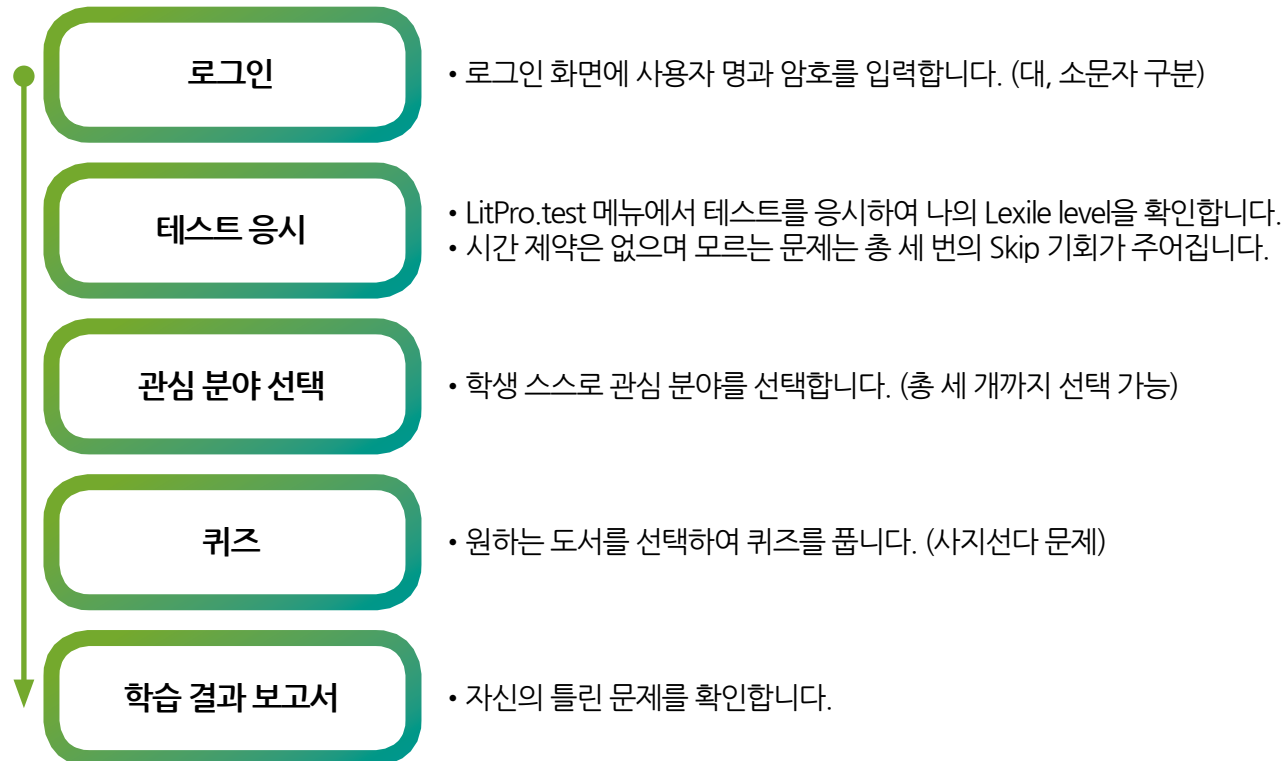 로그인
• 로그인 화면에 사용자 명과 암호를 입력합니다. (대, 소문자 구분)
테스트 응시
• LitPro.test 메뉴에서 테스트를 응시하여 나의 Lexile level을 확인합니다.
• 시간 제약은 없으며 모르는 문제는 총 세 번의 Skip 기회가 주어집니다.
관심 분야 선택
• 학생 스스로 관심 분야를 선택합니다. (총 세 개까지 선택 가능)
퀴즈
• 원하는 도서를 선택하여 퀴즈를 풉니다. (사지선다 문제)
학습 결과 보고서
• 자신의 틀린 문제를 확인합니다.